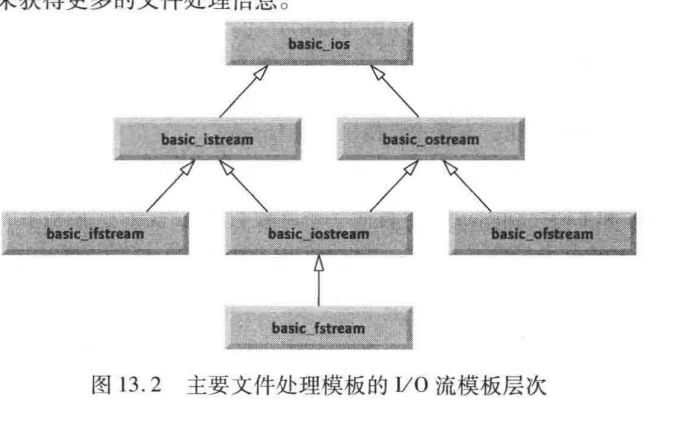 来获得更多的文件处理信息。
basic_ios
basic_istream
basic_ostream
basic_ifstream
basic_iostream
basic_ofstream
basic_fstream
图 13.2 主要文件处理模板的 I/O 流模板层次